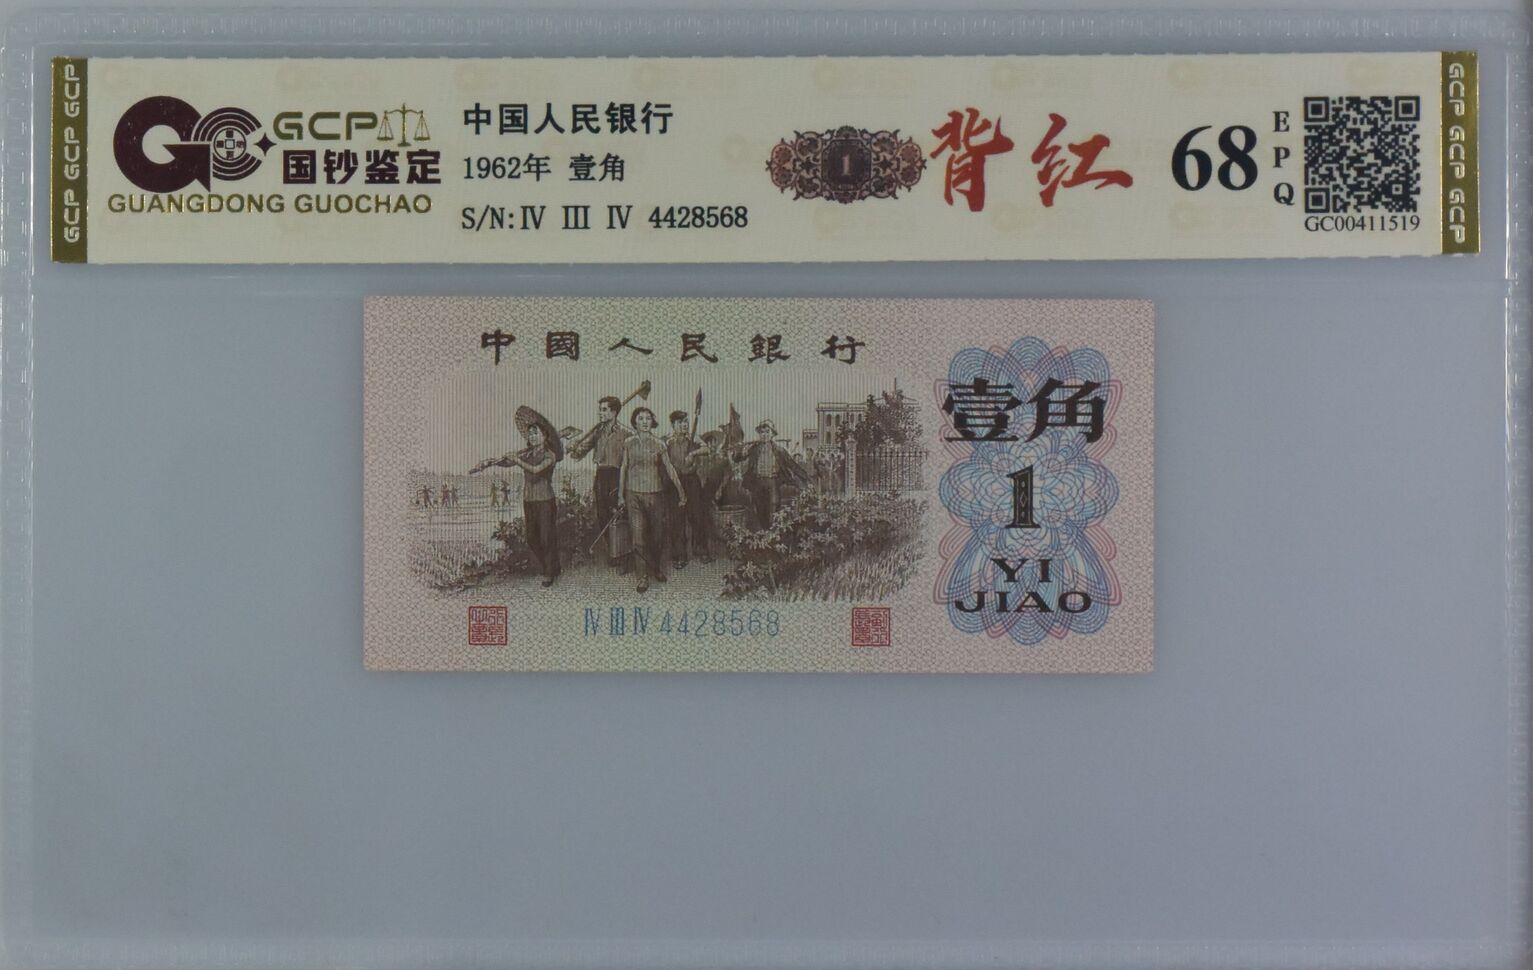 GCP GCP GCP
GCP
国钞鉴定
GUANGDONG GUOCHAO
中国人民银行
1962年 壹角
S/N: Ⅳ Ⅲ Ⅳ 4428568
1
背红
68
EPQ
GC00411519
GCP GCP GCP
中國人民銀行
壹角
1
YI
JIAO
Ⅳ Ⅲ Ⅳ 4428568